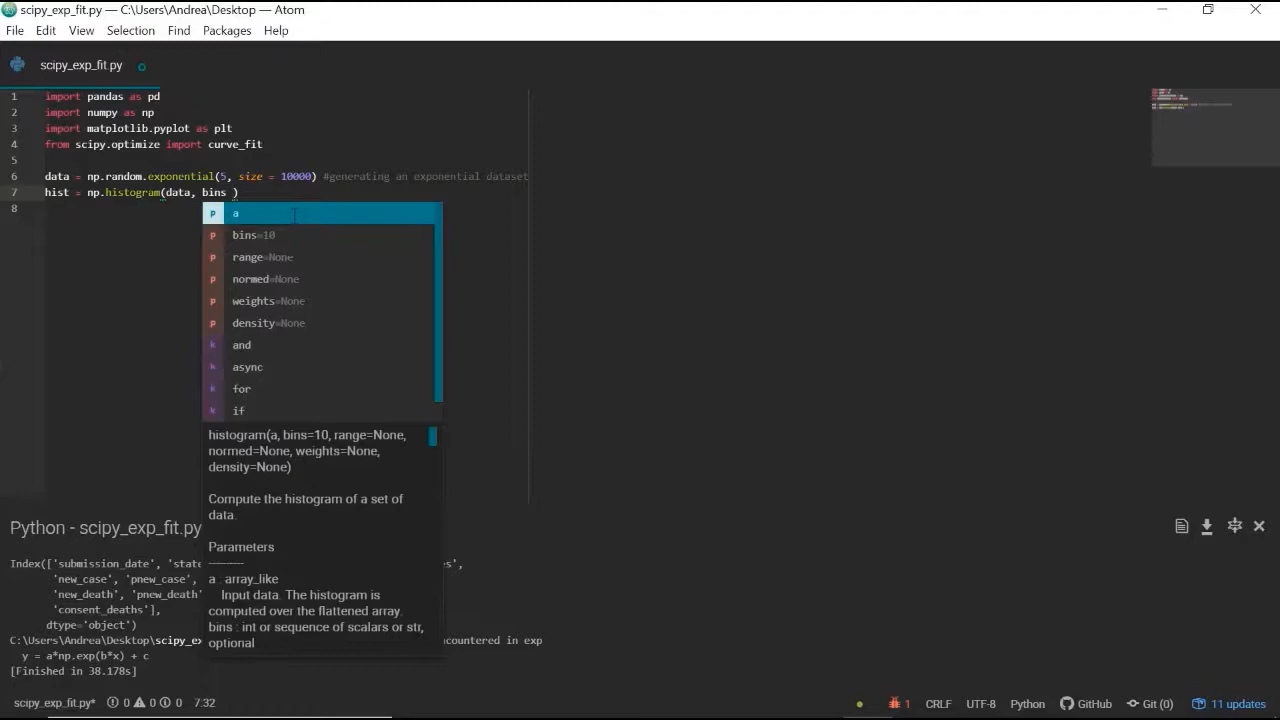 scipy_exp_fit.py — C:\Users\Andrea\Desktop — Atom
File Edit View Selection Find Packages Help
scipy_exp_fit.py
1 import pandas as pd
2 import numpy as np
3 import matplotlib.pyplot as plt
4 from scipy.optimize import curve_fit
5
6 data = np.random.exponential(5, size = 10000) #generating an exponential dataset
7 hist = np.histogram(data, bins )
8
p a
p bins=10
p range=None
p normed=None
p weights=None
p density=None
k and
k async
k for
k if
histogram(a, bins=10, range=None,
normed=None, weights=None,
density=None)
Compute the histogram of a set of
data.
Parameters
----------
a : array_like
Input data. The histogram is
computed over the flattened array.
bins : int or sequence of scalars or str,
optional
Python - scipy_exp_fit.py
Index(['submission_date', 'state es',
'new_case', 'pnew_case',
'new_death', 'pnew_death'
'consent_deaths'],
dtype='object')
C:\Users\Andrea\Desktop\scipy_ex countered in exp
y = a*np.exp(b*x) + c
[Finished in 38.178s]
scipy_exp_fit.py* 0 0 0 7:32 1 CRLF UTF-8 Python GitHub Git (0) 11 updates